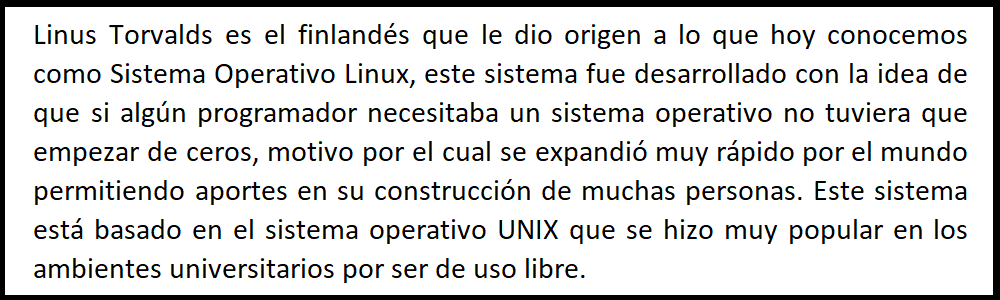 Linus Torvalds es el finlandés que le dio origen a lo que hoy conocemos
como Sistema Operativo Linux, este sistema fue desarrollado con la idea de
que si algún programador necesitaba un sistema operativo no tuviera que
empezar de ceros, motivo por el cual se expandió muy rápido por el mundo
permitiendo aportes en su construcción de muchas personas. Este sistema
está basado en el sistema operativo UNIX que se hizo muy popular en los
ambientes universitarios por ser de uso libre.